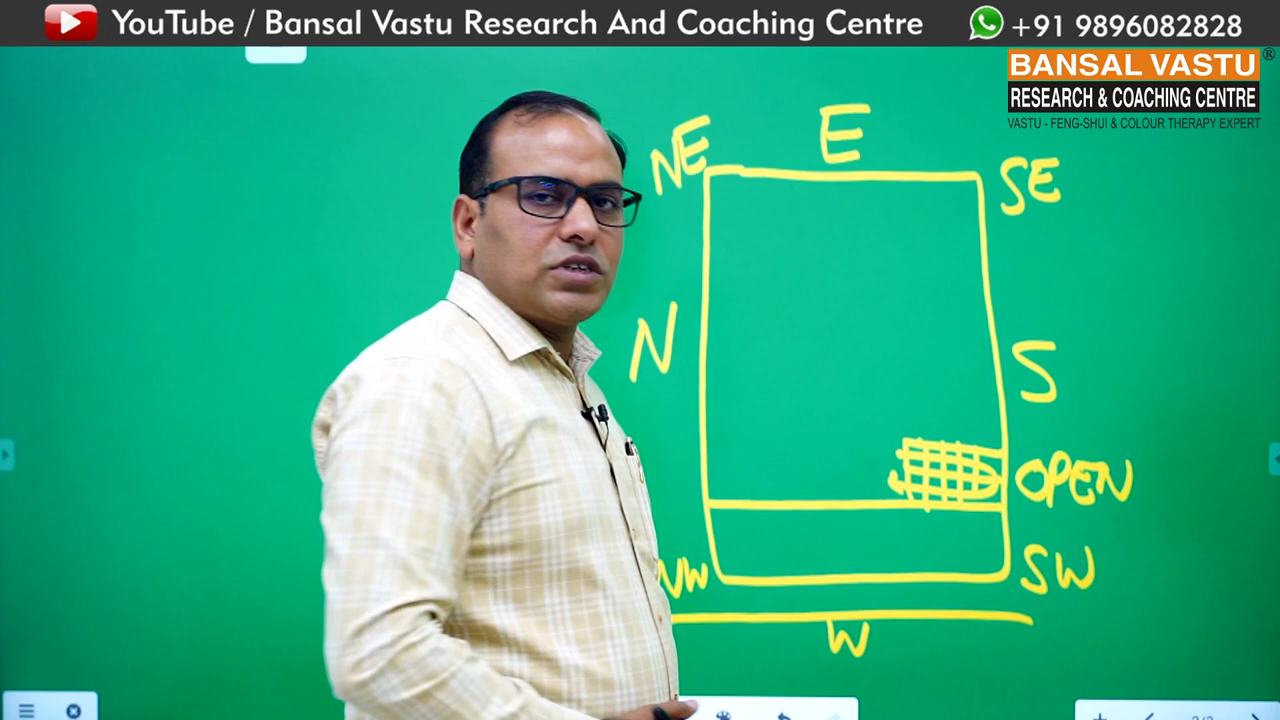 YouTube / Bansal Vastu Research And Coaching Centre
+91 9896082828
BANSAL VASTU ®
RESEARCH & COACHING CENTRE
VASTU - FENG-SHUI & COLOUR THERAPY EXPERT
NE E SE
N S
OPEN
NW SW
W